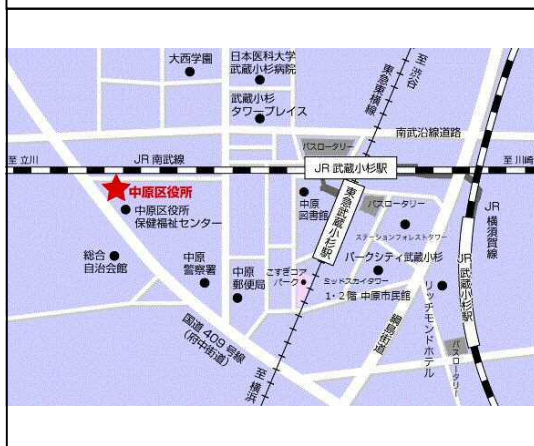 大西学園
日本医科大学
武蔵小杉病院
武蔵小杉
タワープレイス
至 渋谷
東急東横線
南武沿線道路
バスロータリー
至 立川
JR 南武線
JR 武蔵小杉駅
至 川崎
中原区役所
中原区役所
保健福祉センター
中原
図書館
東急武蔵小杉駅
バスロータリー
ステーションフォレストタワー
JR 横須賀線
JR 武蔵小杉駅
総合
自治会館
中原
警察署
中原
郵便局
こすぎコア
パーク
パークシティ武蔵小杉
ミッドスカイタワー
1・2階 中原市民館
リッチモンドホテル
綱島街道
国道409号線
(府中街道)
至 横浜
バスロータリー